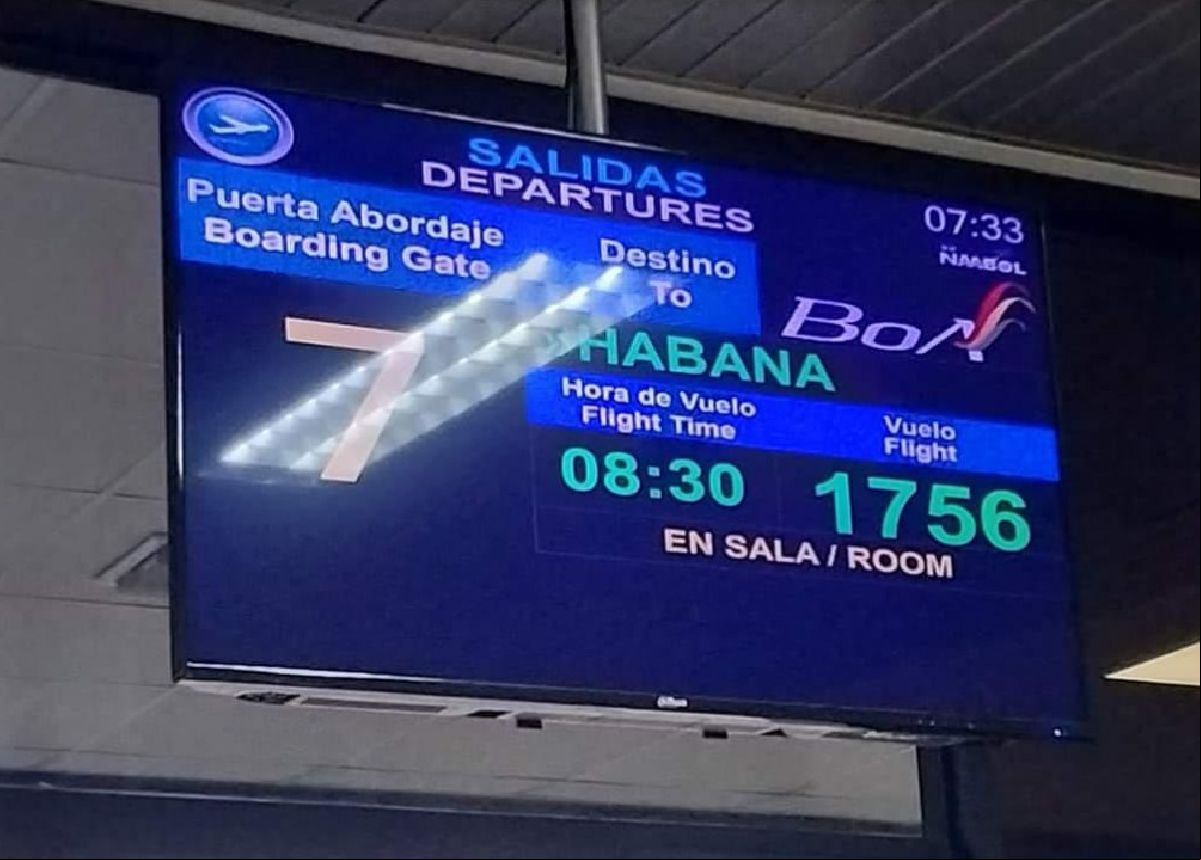 SALIDAS
DEPARTURES
07:33
Puerta Abordaje
Boarding Gate
Destino
To
BoA
7
HABANA
Hora de Vuelo
Flight Time
Vuelo
Flight
08:30
1756
EN SALA / ROOM